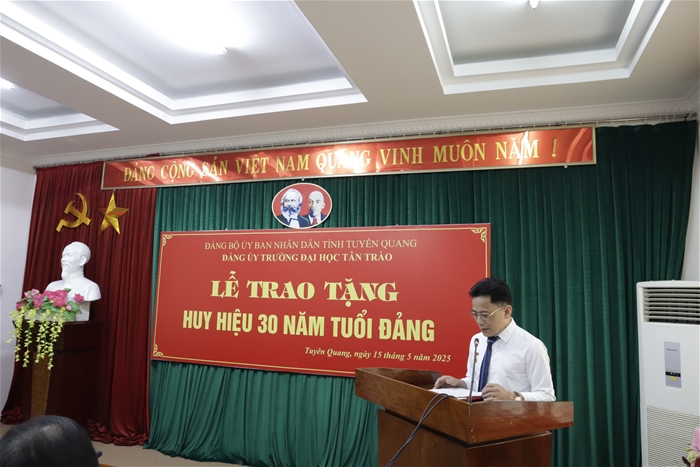 ĐẢNG CỘNG SẢN VIỆT NAM QUANG VINH MUÔN NĂM !
ĐẢNG BỘ ỦY BAN NHÂN DÂN TỈNH TUYÊN QUANG
ĐẢNG ỦY TRƯỜNG ĐẠI HỌC TÂN TRÀO
LỄ TRAO TẶNG
HUY HIỆU 30 NĂM TUỔI ĐẢNG
Tuyên Quang, ngày 15 tháng 5 năm 2025